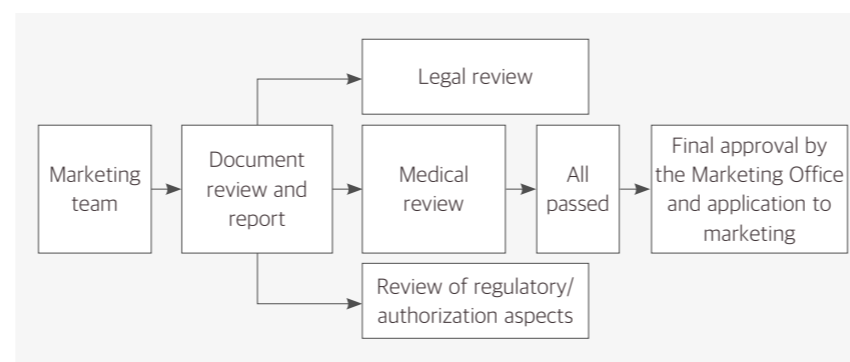 Legal review
Marketing
team
Document
review and
report
Medical
review
All
passed
Final approval by
the Marketing Office
and application to
marketing
Review of regulatory/
authorization aspects